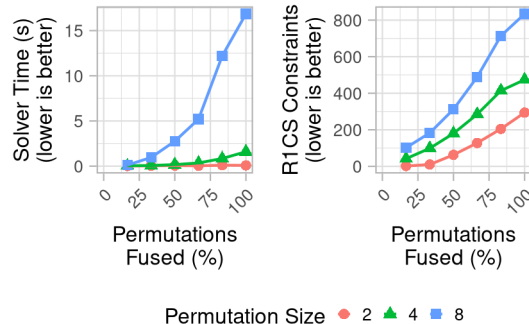 Solver Time (s)
(lower is better)
15
10
5
0
0
25
50
75
100
Permutations
Fused (%)
R1CS Constraints
(lower is better)
800
600
400
200
0
0
25
50
75
100
Permutations
Fused (%)
Permutation Size 2 4 8